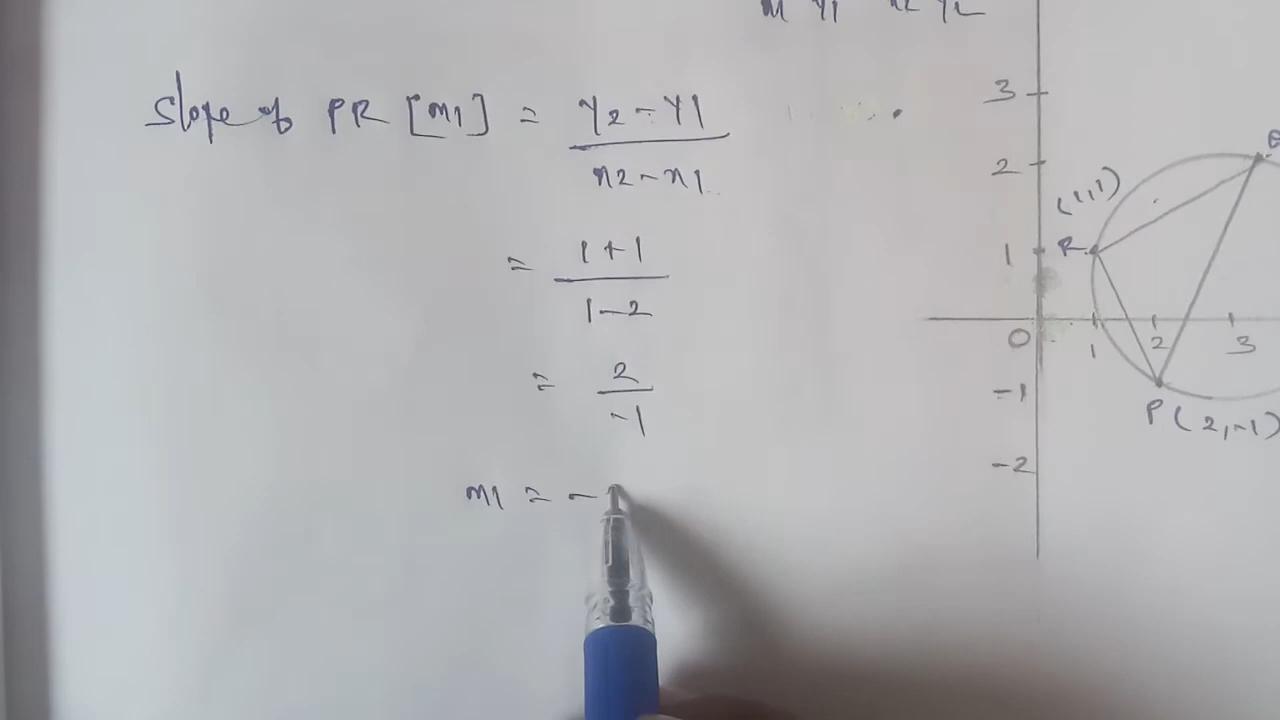 Slope of PR [m1] = y2 - y1
x2 - x1
= 1+1
1-2
= 2
-1
m1 = -
3
2
(1,1)
1 R
0 1 2 3
-1
P(2,-1)
-2